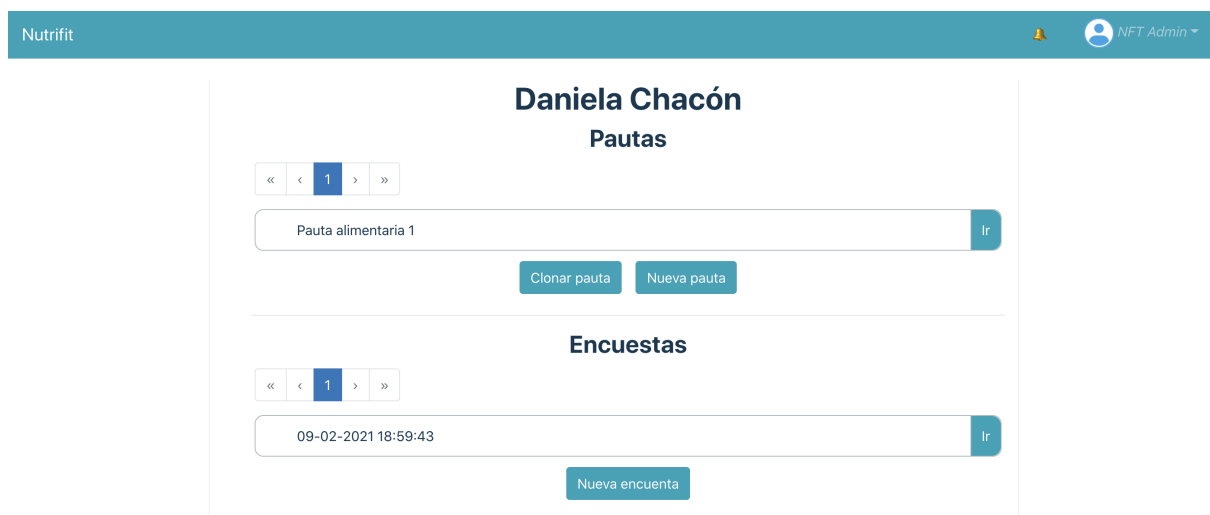 Nutrifit
NFT Admin
Daniela Chacón
Pautas
« ‹ 1 › »
Pauta alimentaria 1 Ir
Clonar pauta Nueva pauta
Encuestas
« ‹ 1 › »
09-02-2021 18:59:43 Ir
Nueva encuenta